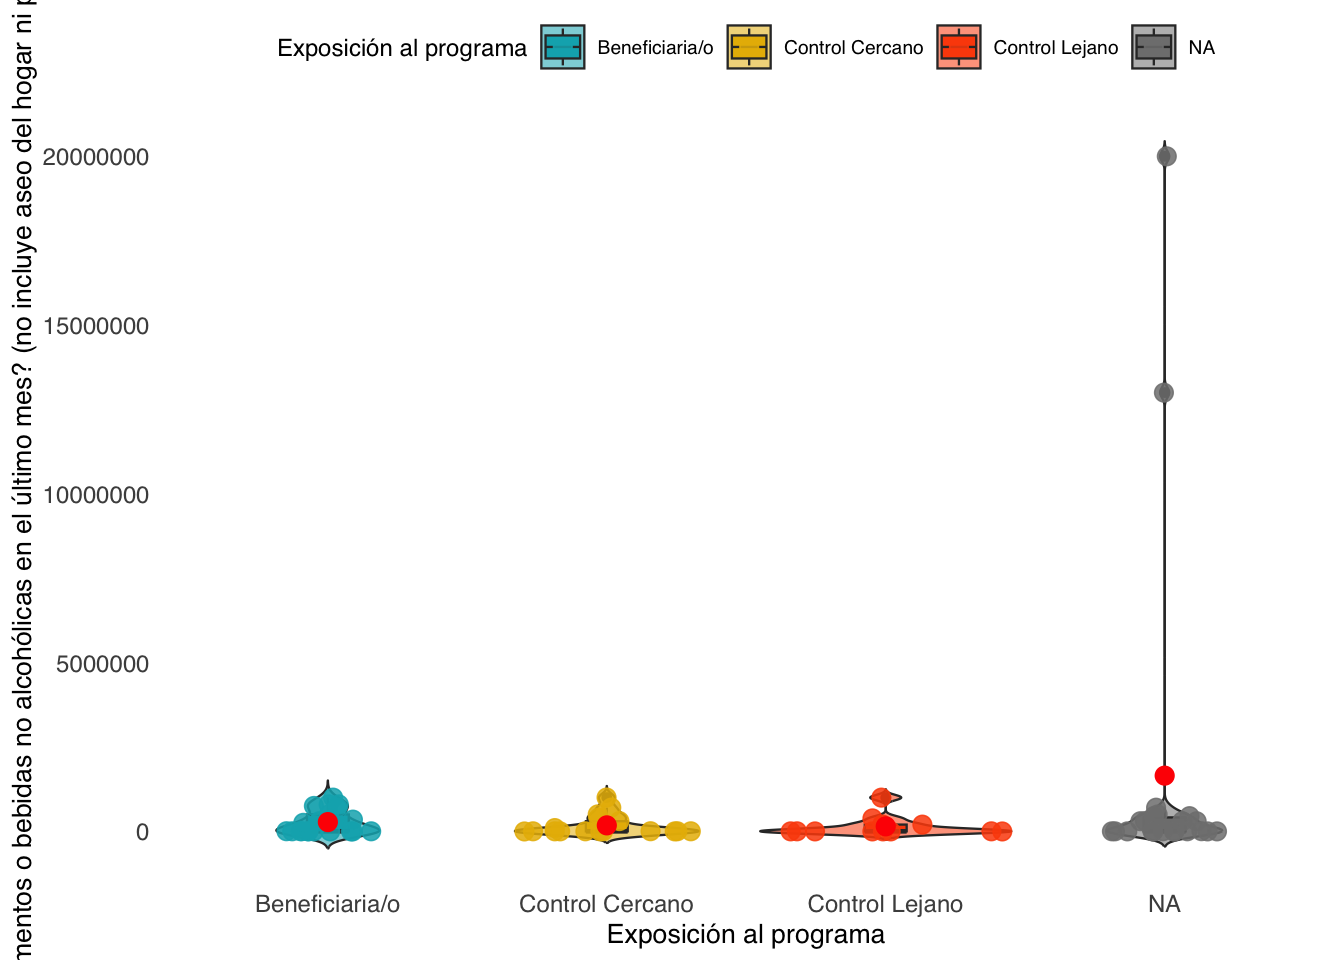 Exposición al programa
Beneficiaria/o
Control Cercano
Control Lejano
NA
bebidas no alcohólicas en el último mes? (no incluye aseo del hogar ni
20000000
15000000
10000000
5000000
0
Beneficiaria/o
Control Cercano
Control Lejano
NA
Exposición al programa